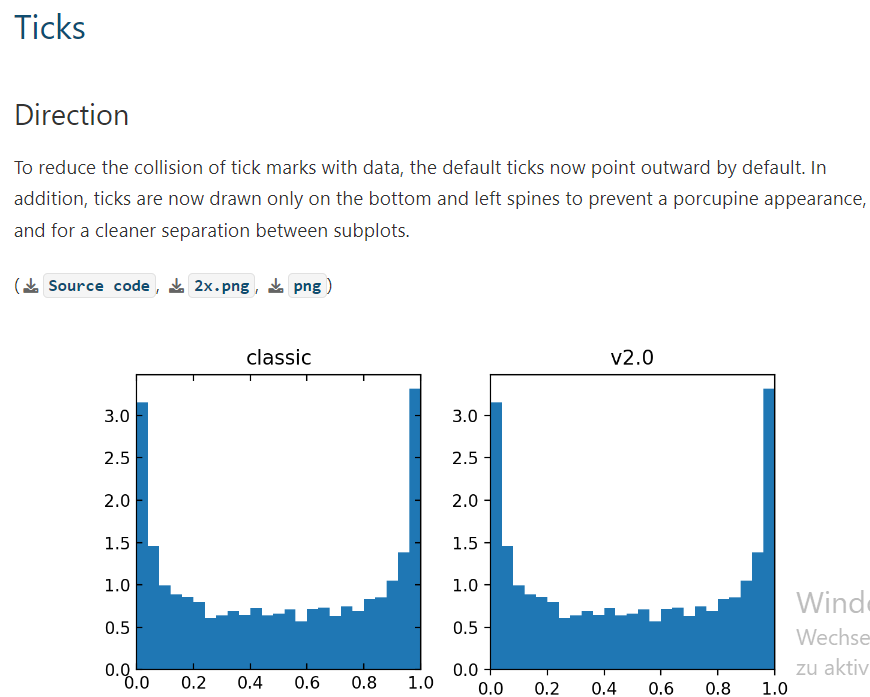 Ticks
Direction
To reduce the collision of tick marks with data, the default ticks now point outward by default. In
addition, ticks are now drawn only on the bottom and left spines to prevent a porcupine appearance,
and for a cleaner separation between subplots.
(Source code, 2x.png, png)
classic
3.0
2.5
2.0
1.5
1.0
0.5
0.0
0.0 0.2 0.4 0.6 0.8 1.0
v2.0
3.0
2.5
2.0
1.5
1.0
0.5
0.0
0.0 0.2 0.4 0.6 0.8 1.0
Wind
Wechse
zu aktiv